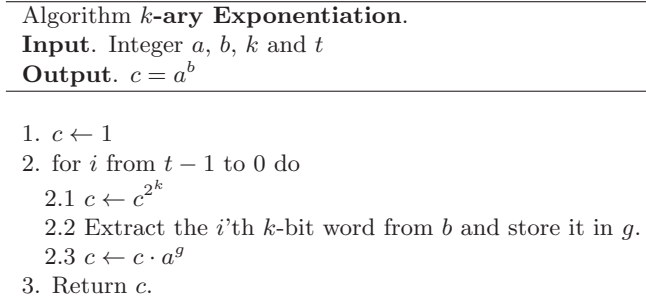 Algorithm k-ary Exponentiation.
Input. Integer a, b, k and t
Output. c = a^b
1. c ← 1
2. for i from t − 1 to 0 do
2.1 c ← c^{2^k}
2.2 Extract the i'th k-bit word from b and store it in g.
2.3 c ← c · a^g
3. Return c.